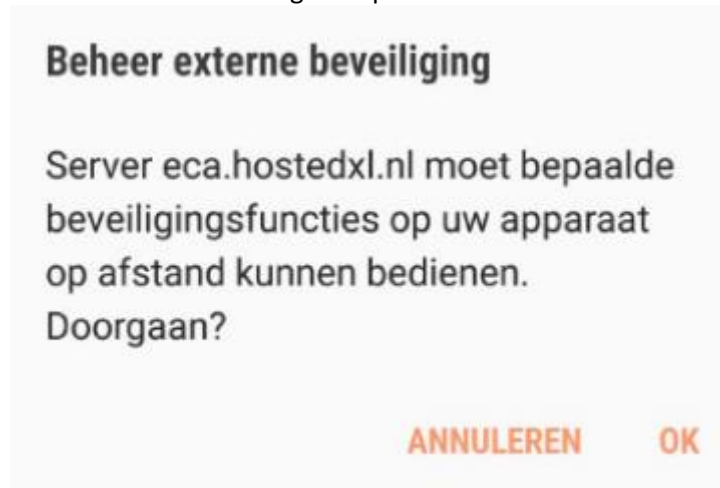 Beheer externe beveiliging
Server eca.hostedxl.nl moet bepaalde
beveiligingsfuncties op uw apparaat
op afstand kunnen bedienen.
Doorgaan?
ANNULEREN OK